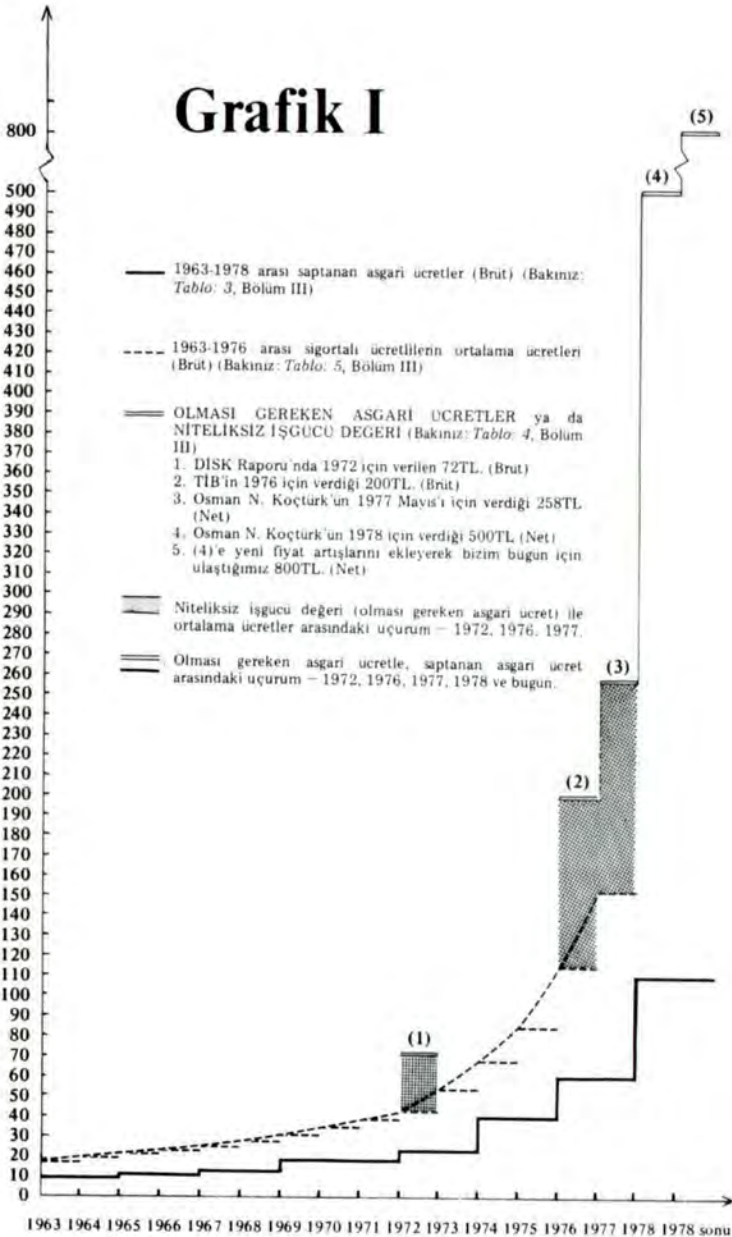 Grafik I
(5)
800
(4)
500
490
480
470
460
450
440
430
420
410
400
390
380
370
360
350
340
330
320
310
300
290
280
270
260
250
240
230
220
210
200
190
180
170
160
150
140
130
120
110
100
90
80
70
60
50
40
30
20
10
0
1963-1978 arası saptanan asgari ücretler (Brüt) (Bakınız:
Tablo: 3, Bölüm III)
1963-1976 arası sigortalı ücretlilerin ortalama ücretleri
(Brüt) (Bakınız: Tablo: 5, Bölüm III)
OLMASI GEREKEN ASGARİ ÜCRETLER ya da
NİTELİKSİZ İŞGÜCÜ DEĞERİ (Bakınız: Tablo: 4, Bölüm
III)
1. DİSK Raporu'nda 1972 için verilen 72TL. (Brüt)
2. TİB'in 1976 için verdiği 200TL. (Brüt)
3. Osman N. Koçtürk'ün 1977 Mayıs'ı için verdiği 258TL
(Net)
4. Osman N. Koçtürk'ün 1978 için verdiği 500TL (Net)
5. (4)'e yeni fiyat artışlarını ekleyerek bizim bugün için
ulaştığımız 800TL. (Net)
Niteliksiz işgücü değeri (olması gereken asgari ücret) ile
ortalama ücretler arasındaki uçurum — 1972, 1976, 1977.
Olması gereken asgari ücretle, saptanan asgari ücret
arasındaki uçurum — 1972, 1976, 1977, 1978 ve bugün.
(3)
(2)
(1)
1963 1964 1965 1966 1967 1968 1969 1970 1971 1972 1973 1974 1975 1976 1977 1978 1978 sonu